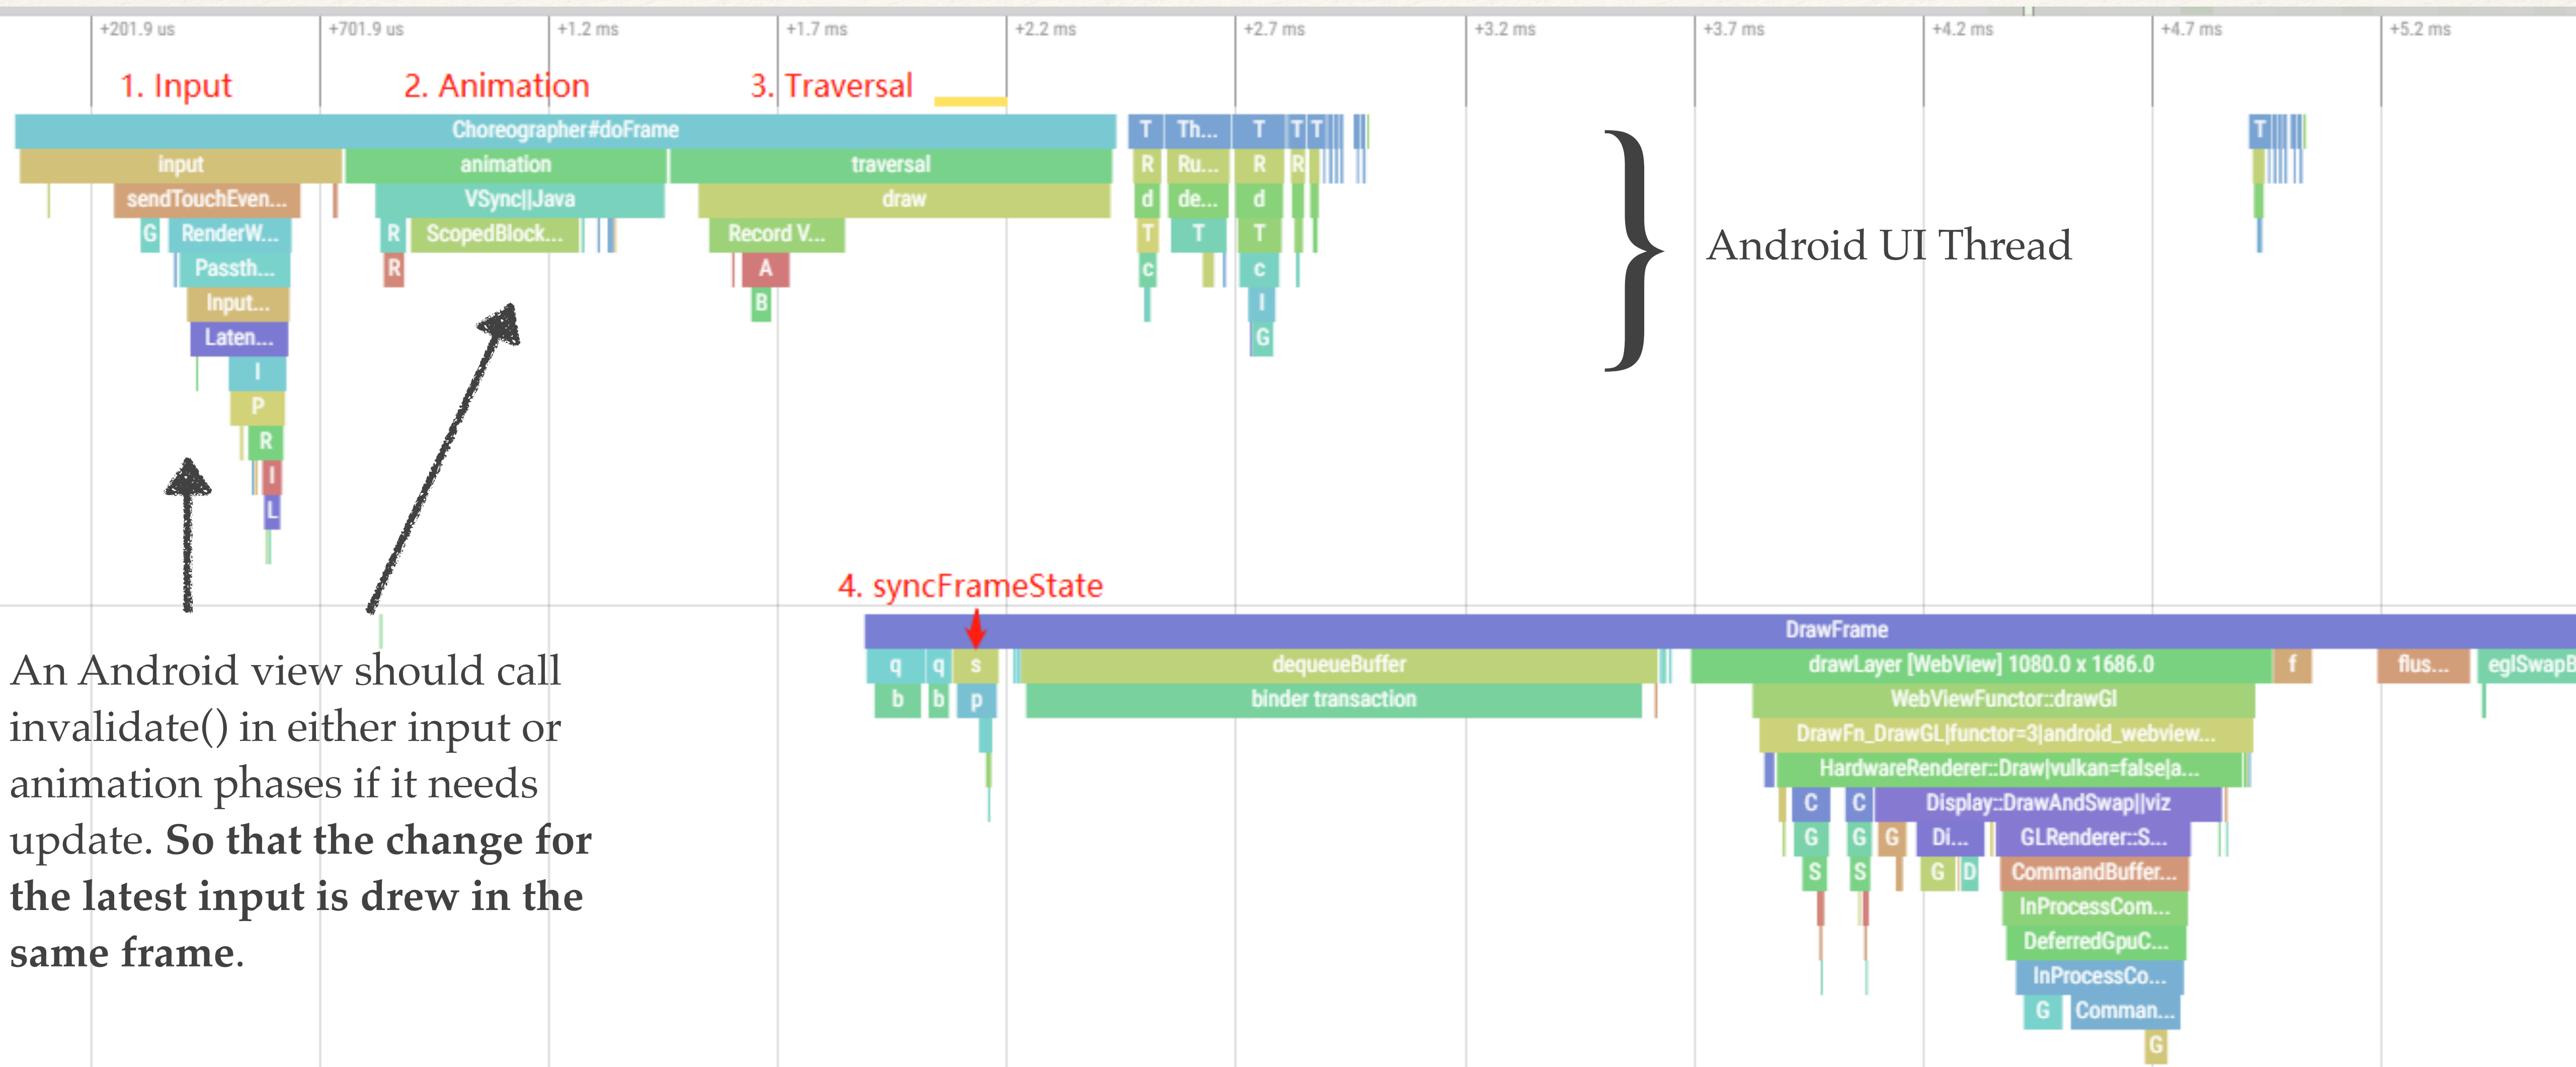 +201.9 us +701.9 us +1.2 ms +1.7 ms +2.2 ms +2.7 ms +3.2 ms +3.7 ms +4.2 ms +4.7 ms +5.2 ms
1. Input 2. Animation 3. Traversal
Choreographer#doFrame T Th... T T T T
input animation traversal R Ru... R R
sendTouchEven... VSync||Java draw d de... d
G RenderW... R ScopedBlock... Record V... T T T
Passth... R A c c
Input... B I
Laten... G
I
P
R
I
L
Android UI Thread
4. syncFrameState
DrawFrame
q q s dequeueBuffer drawLayer [WebView] 1080.0 x 1686.0 f flus... eglSwapB
b b p binder transaction WebViewFunctor::drawGl
DrawFn_DrawGL|functor=3|android_webview...
HardwareRenderer::Draw|vulkan=false|a...
C C Display::DrawAndSwap||viz
G G G Di... GLRenderer::S...
S S G D CommandBuffer...
InProcessCom...
DeferredGpuC...
InProcessCo...
G Comman...
G
An Android view should call
invalidate() in either input or
animation phases if it needs
update. So that the change for
the latest input is drew in the
same frame.